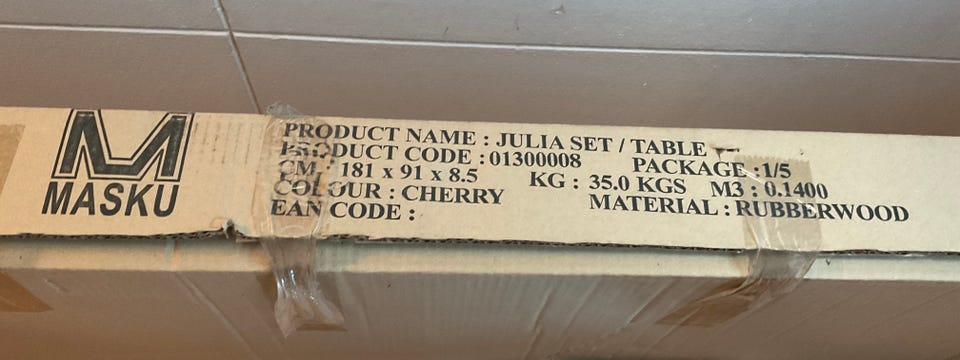 M
MASKU
PRODUCT NAME : JULIA SET / TABLE
PRODUCT CODE : 01300008 PACKAGE : 1/5
CM : 181 x 91 x 8.5 KG : 35.0 KGS M3 : 0.1400
COLOUR : CHERRY MATERIAL : RUBBERWOOD
EAN CODE :